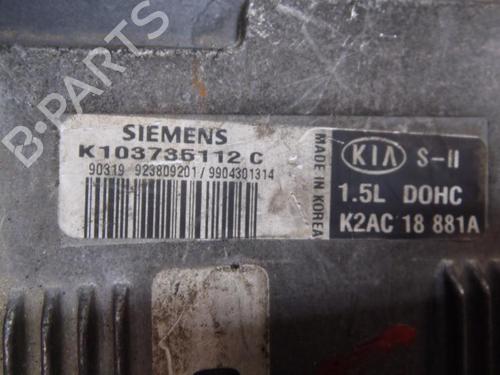 B-PARTS
SIEMENS
K103735112 C
90319 923809201 / 9904301314
MADE IN KOREA
KIA S-II
1.5L DOHC
K2AC 18 881A